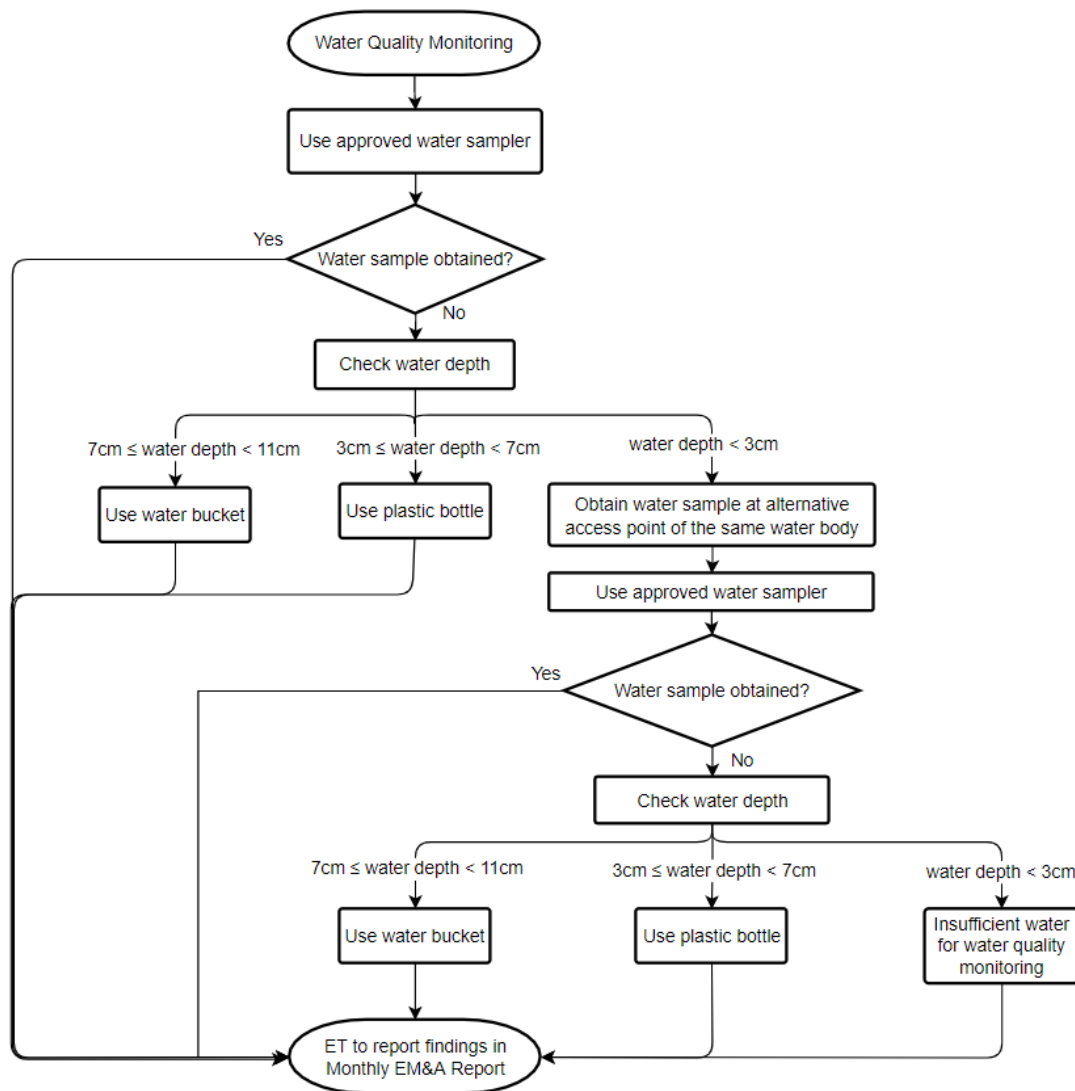 Water Quality Monitoring
Use approved water sampler
Yes
Water sample obtained?
No
Check water depth
7cm ≤ water depth < 11cm
3cm ≤ water depth < 7cm
water depth < 3cm
Use water bucket
Use plastic bottle
Obtain water sample at alternative
access point of the same water body
Use approved water sampler
Yes
Water sample obtained?
No
Check water depth
7cm ≤ water depth < 11cm
3cm ≤ water depth < 7cm
water depth < 3cm
Use water bucket
Use plastic bottle
Insufficient water
for water quality
monitoring
ET to report findings in
Monthly EM&A Report